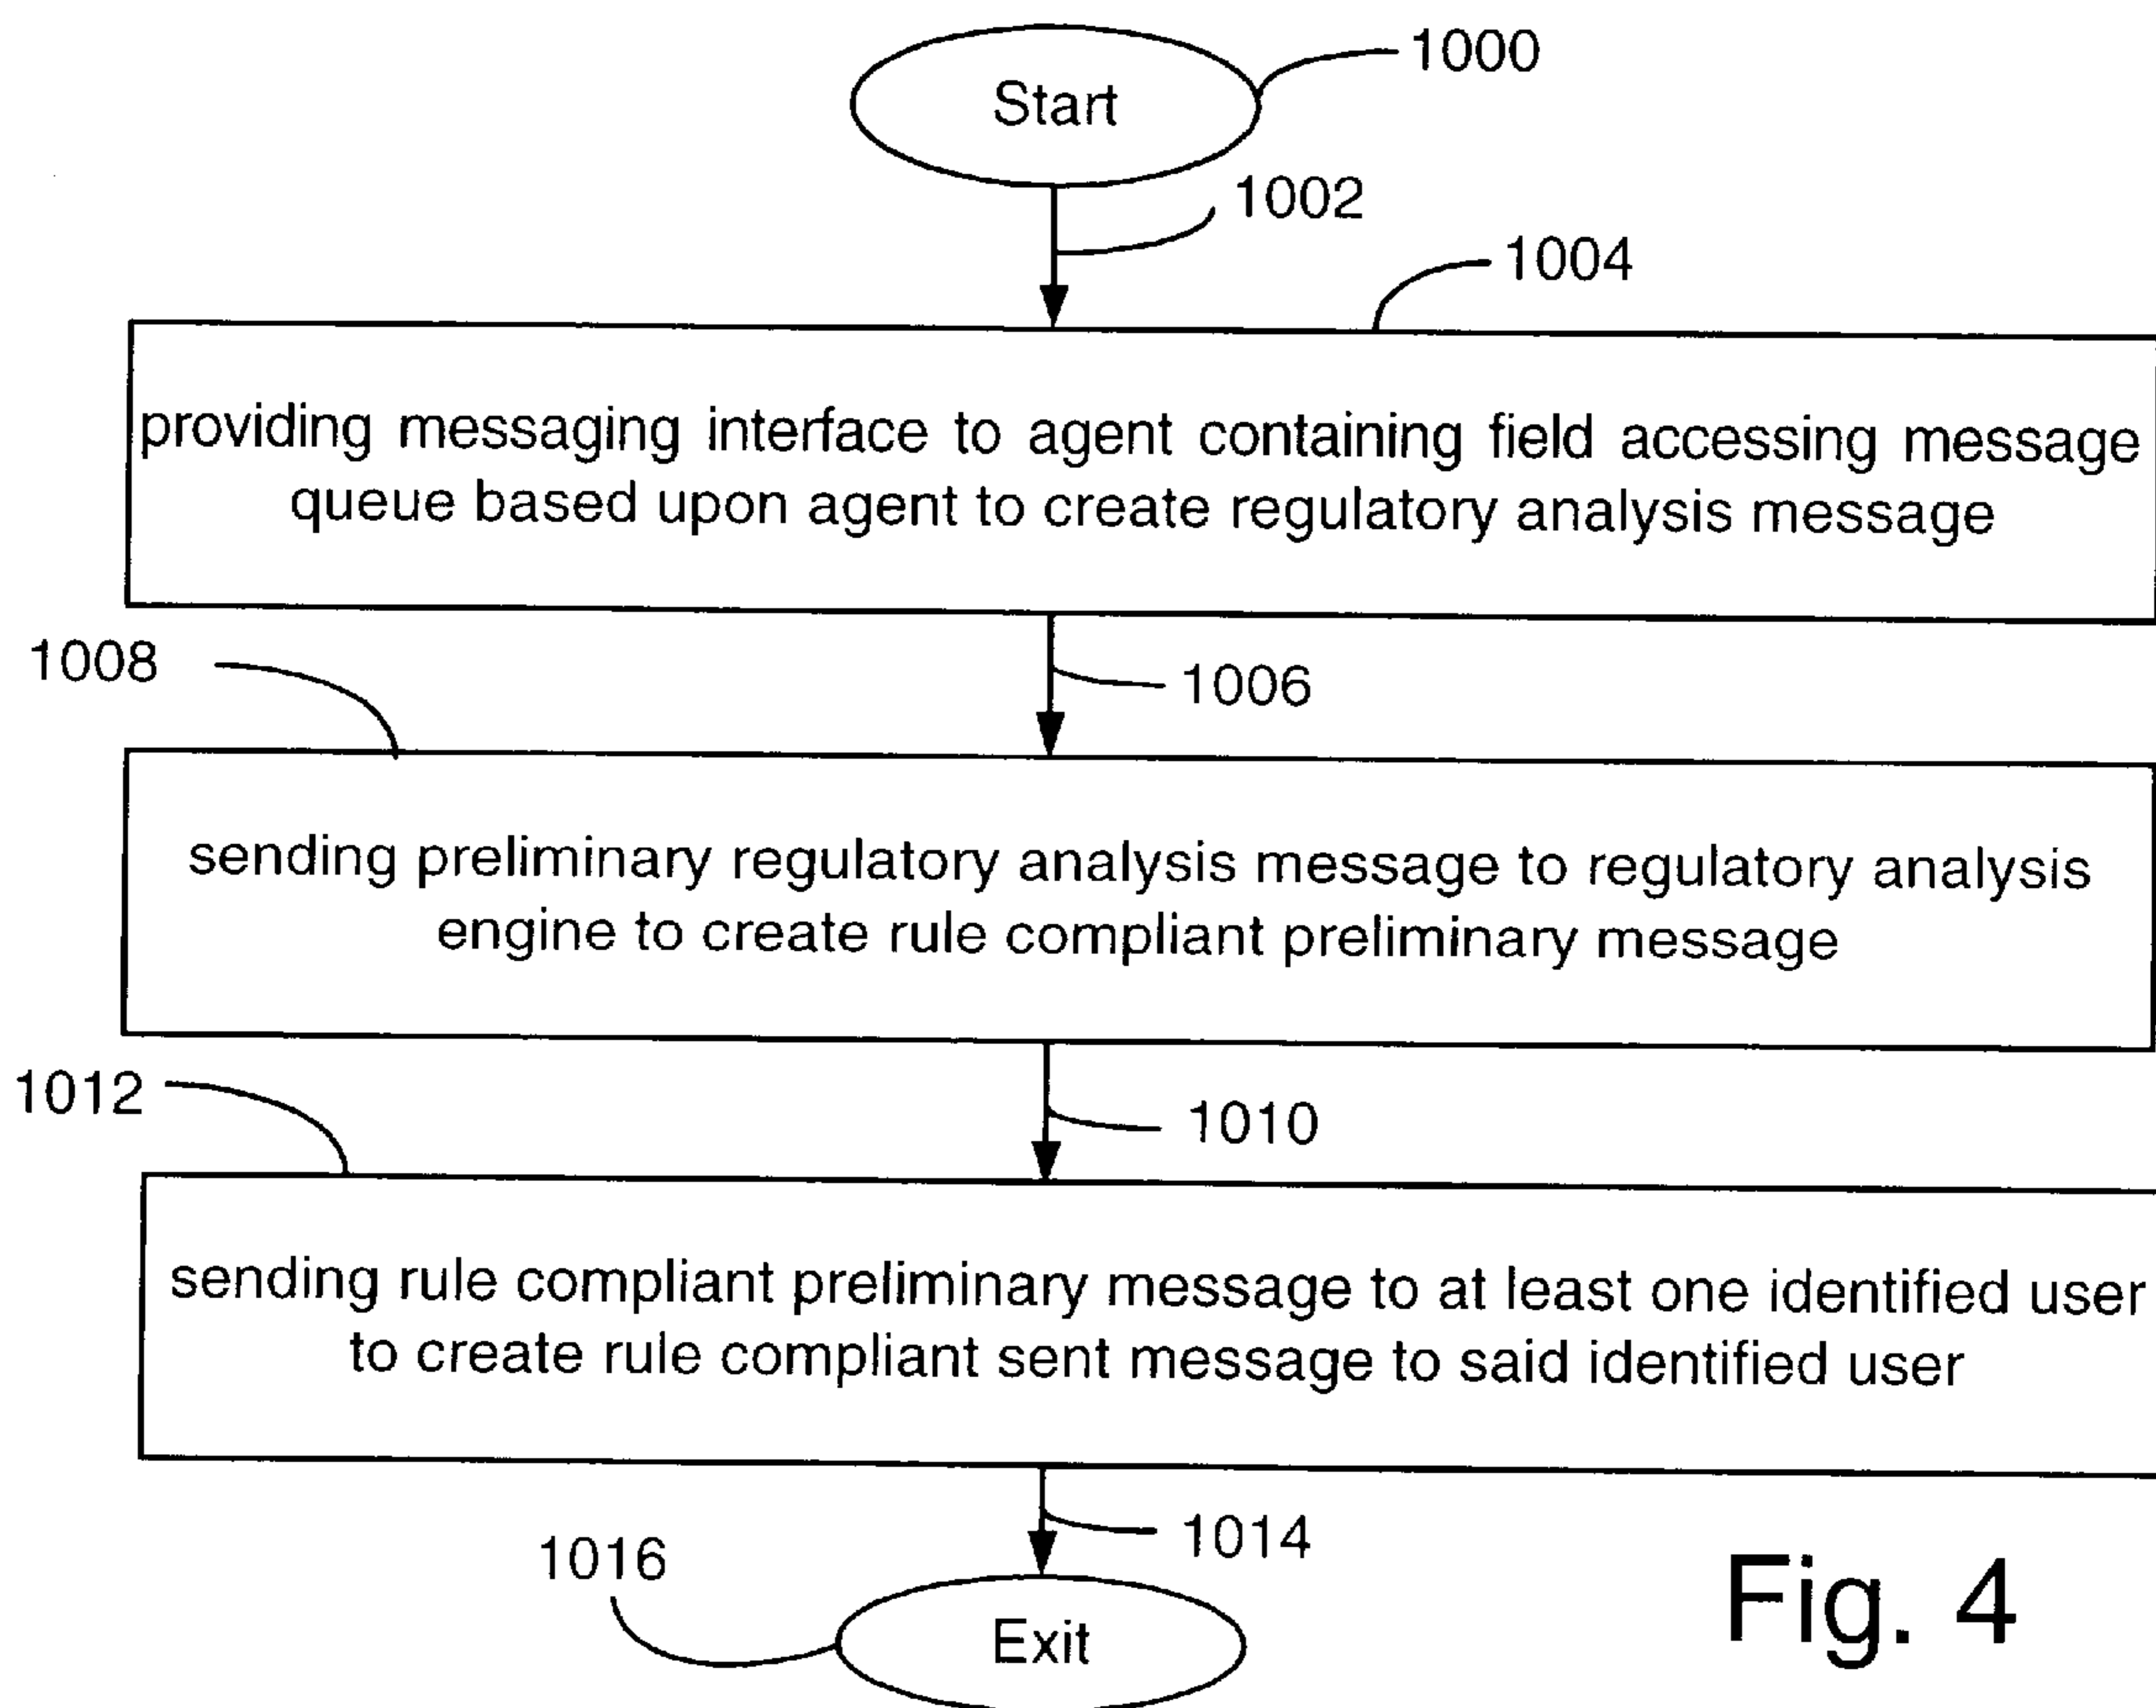 Start
1000
1002
1004
providing messaging interface to agent containing field accessing message
queue based upon agent to create regulatory analysis message
1008
1006
sending preliminary regulatory analysis message to regulatory analysis
engine to create rule compliant preliminary message
1012
1010
sending rule compliant preliminary message to at least one identified user
to create rule compliant sent message to said identified user
1014
1016
Exit
Fig. 4